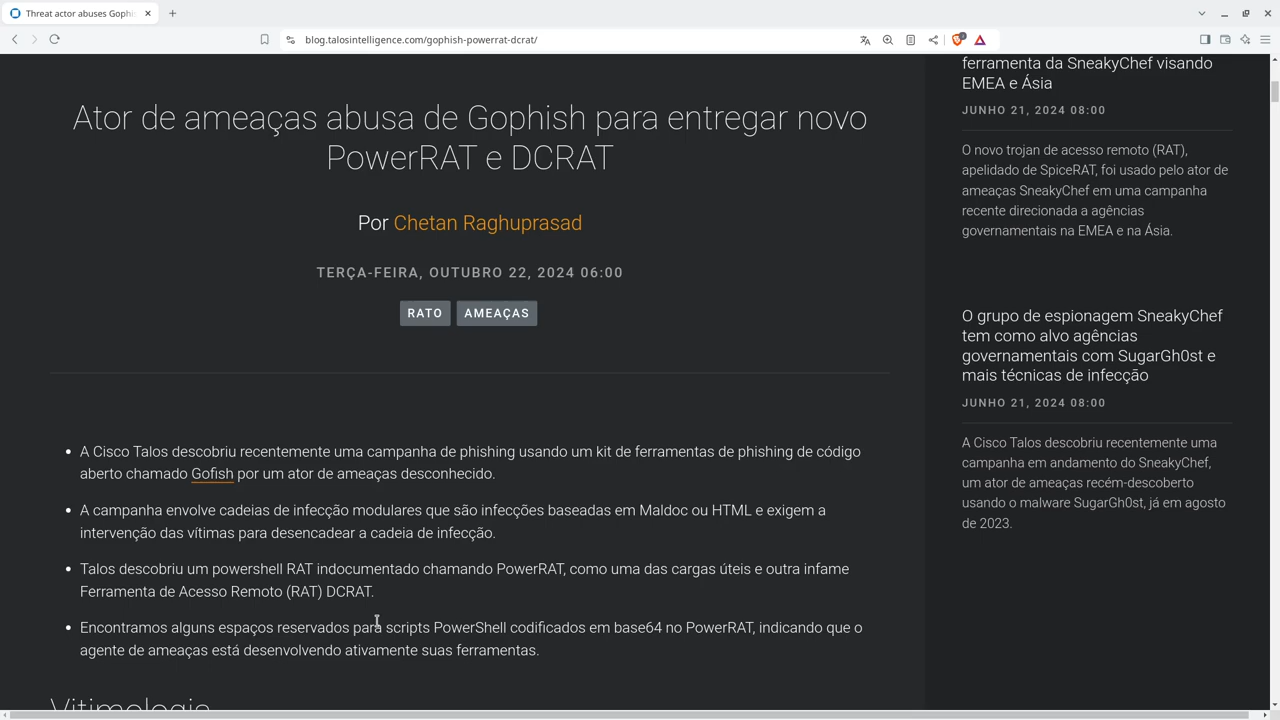 Threat actor abuses Gophi
blog.talosintelligence.com/gophish-powerrat-dcrat/
Ator de ameaças abusa de Gophish para entregar novo
PowerRAT e DCRAT
Por Chetan Raghuprasad
TERÇA-FEIRA, OUTUBRO 22, 2024 06:00
RATO
AMEAÇAS
A Cisco Talos descobriu recentemente uma campanha de phishing usando um kit de ferramentas de phishing de código
aberto chamado Gofish por um ator de ameaças desconhecido.
A campanha envolve cadeias de infecção modulares que são infecções baseadas em Maldoc ou HTML e exigem a
intervenção das vítimas para desencadear a cadeia de infecção.
Talos descobriu um powershell RAT indocumentado chamando PowerRAT, como uma das cargas úteis e outra infame
Ferramenta de Acesso Remoto (RAT) DCRAT.
Encontramos alguns espaços reservados para scripts PowerShell codificados em base64 no PowerRAT, indicando que o
agente de ameaças está desenvolvendo ativamente suas ferramentas.
Vitimologia
ferramenta da SneakyChef visando
EMEA e Ásia
JUNHO 21, 2024 08:00
O novo trojan de acesso remoto (RAT),
apelidado de SpiceRAT, foi usado pelo ator de
ameaças SneakyChef em uma campanha
recente direcionada a agências
governamentais na EMEA e na Ásia.
O grupo de espionagem SneakyChef
tem como alvo agências
governamentais com SugarGh0st e
mais técnicas de infecção
JUNHO 21, 2024 08:00
A Cisco Talos descobriu recentemente uma
campanha em andamento do SneakyChef,
um ator de ameaças recém-descoberto
usando o malware SugarGh0st, já em agosto
de 2023.